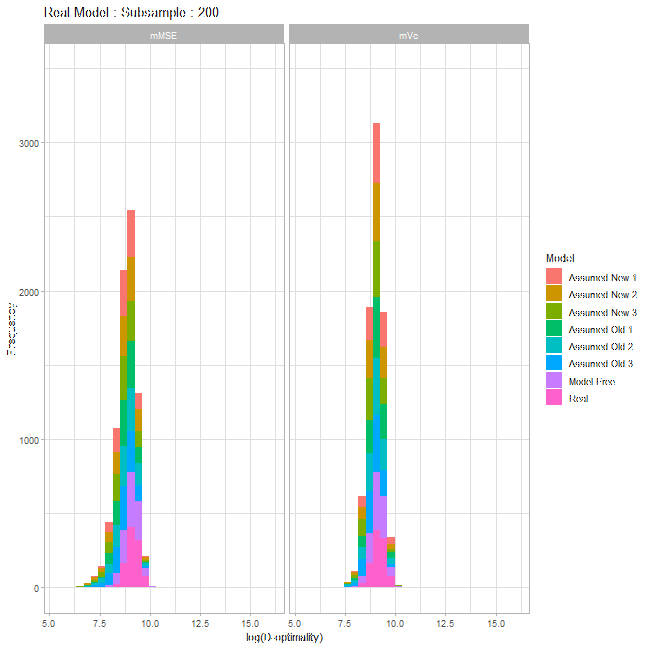 Real Model : Subsample : 200
mMSE
mVc
Frequency
3000
2000
1000
0
5.0 7.5 10.0 12.5 15.0
5.0 7.5 10.0 12.5 15.0
log(D-optimality)
Model
Assumed New 1
Assumed New 2
Assumed New 3
Assumed Old 1
Assumed Old 2
Assumed Old 3
Model Free
Real